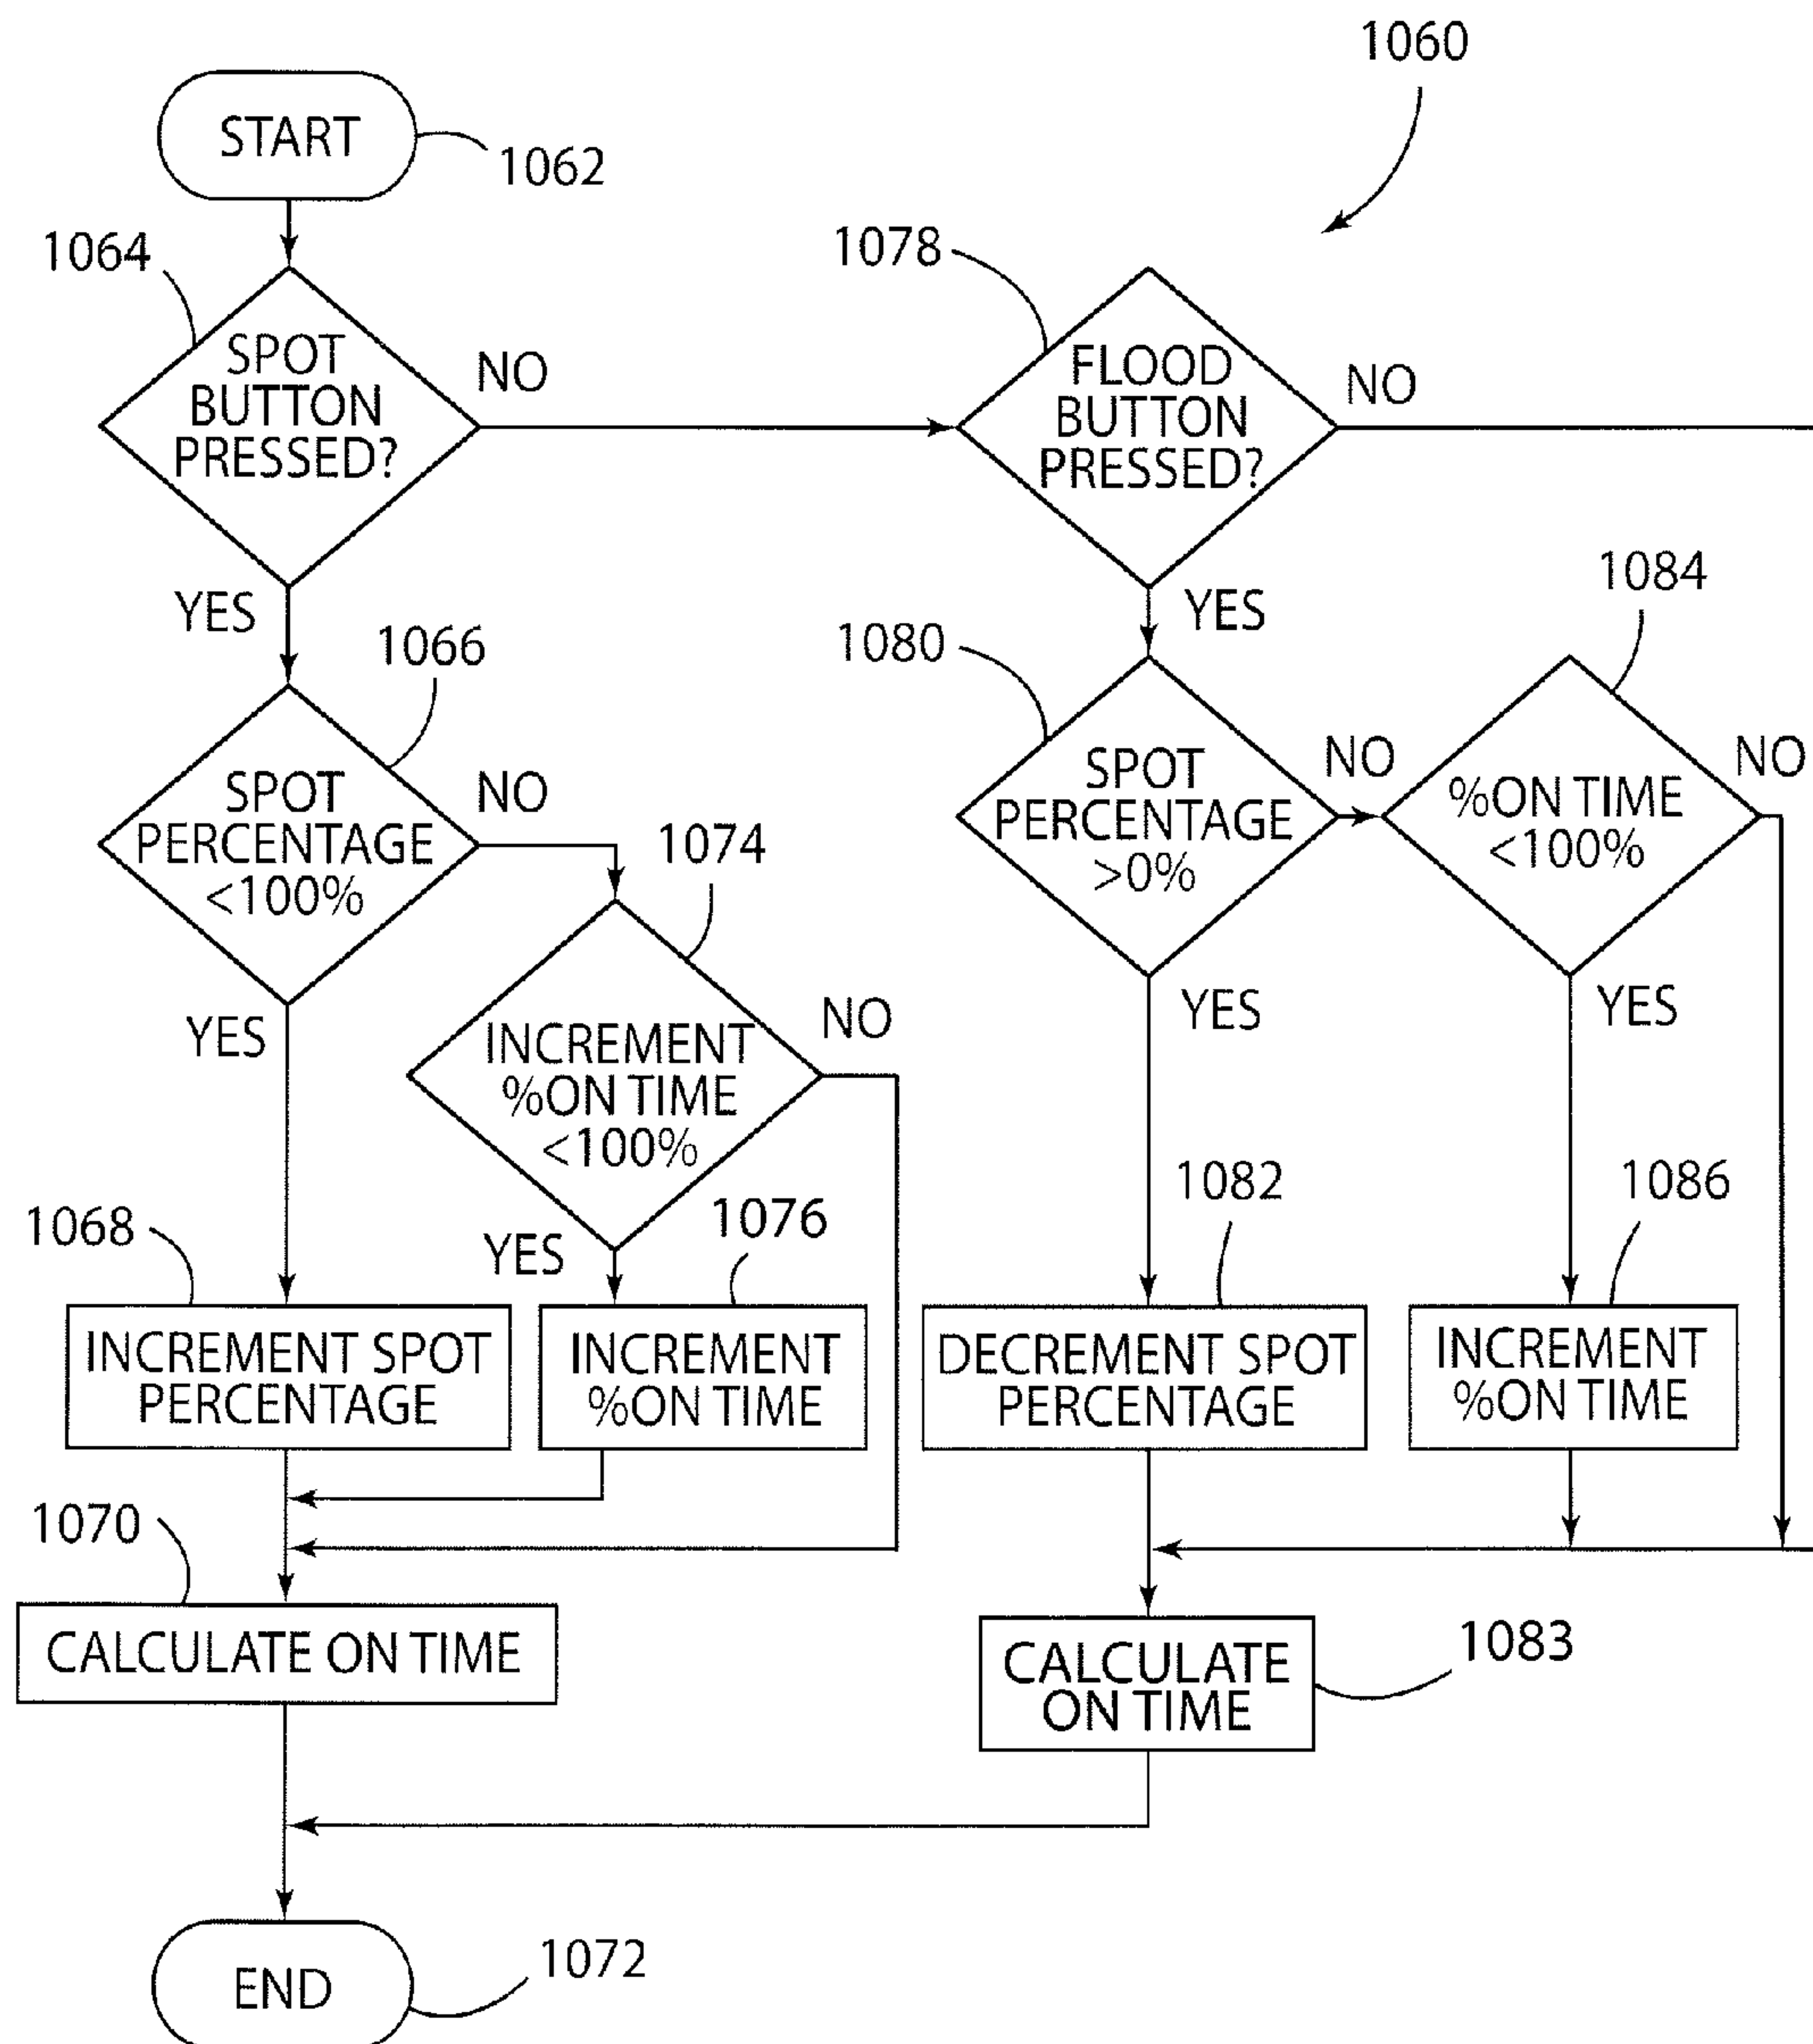 1060
START
1062
1064
SPOT
BUTTON
PRESSED?
NO
YES
1078
FLOOD
BUTTON
PRESSED?
NO
YES
1066
SPOT
PERCENTAGE
<100%
NO
YES
1074
INCREMENT
%ON TIME
<100%
NO
YES
1080
SPOT
PERCENTAGE
>0%
NO
YES
1084
%ON TIME
<100%
NO
YES
1068
INCREMENT SPOT
PERCENTAGE
1076
INCREMENT
%ON TIME
1082
DECREMENT SPOT
PERCENTAGE
1086
INCREMENT
%ON TIME
1070
CALCULATE ON TIME
1083
CALCULATE
ON TIME
END
1072